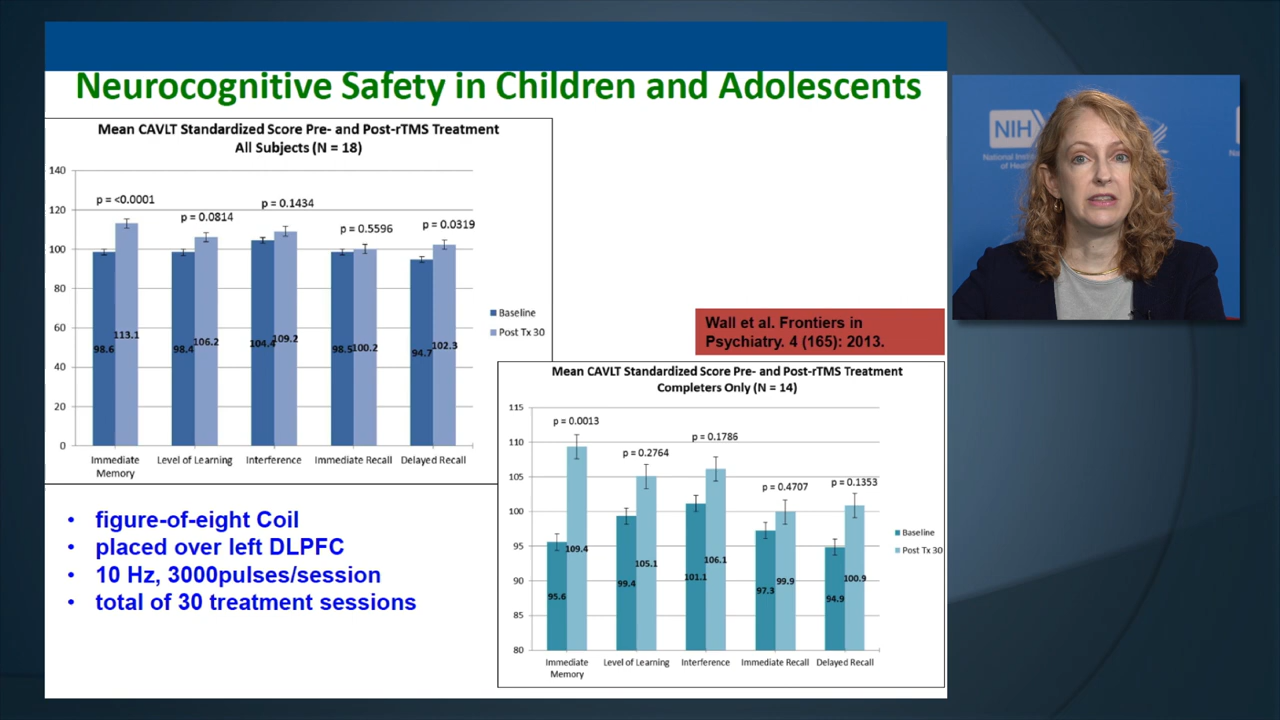 Neurocognitive Safety in Children and Adolescents
Mean CAVLT Standardized Score Pre- and Post-rTMS Treatment
All Subjects (N = 18)
140
120
100
80
60
40
20
0
p = <0.0001
p = 0.0814
p = 0.1434
p = 0.5596
p = 0.0319
98.6
113.1
98.4
106.2
104.4
109.2
98.5
100.2
94.7
102.3
Immediate
Memory
Level of Learning
Interference
Immediate Recall
Delayed Recall
Baseline
Post Tx 30
Wall et al. Frontiers in
Psychiatry. 4 (165): 2013.
Mean CAVLT Standardized Score Pre- and Post-rTMS Treatment
Completers Only (N = 14)
115
110
105
100
95
90
85
80
p = 0.0013
p = 0.2764
p = 0.1786
p = 0.4707
p = 0.1353
95.6
109.4
99.4
105.1
101.1
106.1
97.3
99.9
94.9
100.9
Immediate
Memory
Level of Learning
Interference
Immediate Recall
Delayed Recall
Baseline
Post Tx 30
• figure-of-eight Coil
• placed over left DLPFC
• 10 Hz, 3000pulses/session
• total of 30 treatment sessions
NIH
National
of